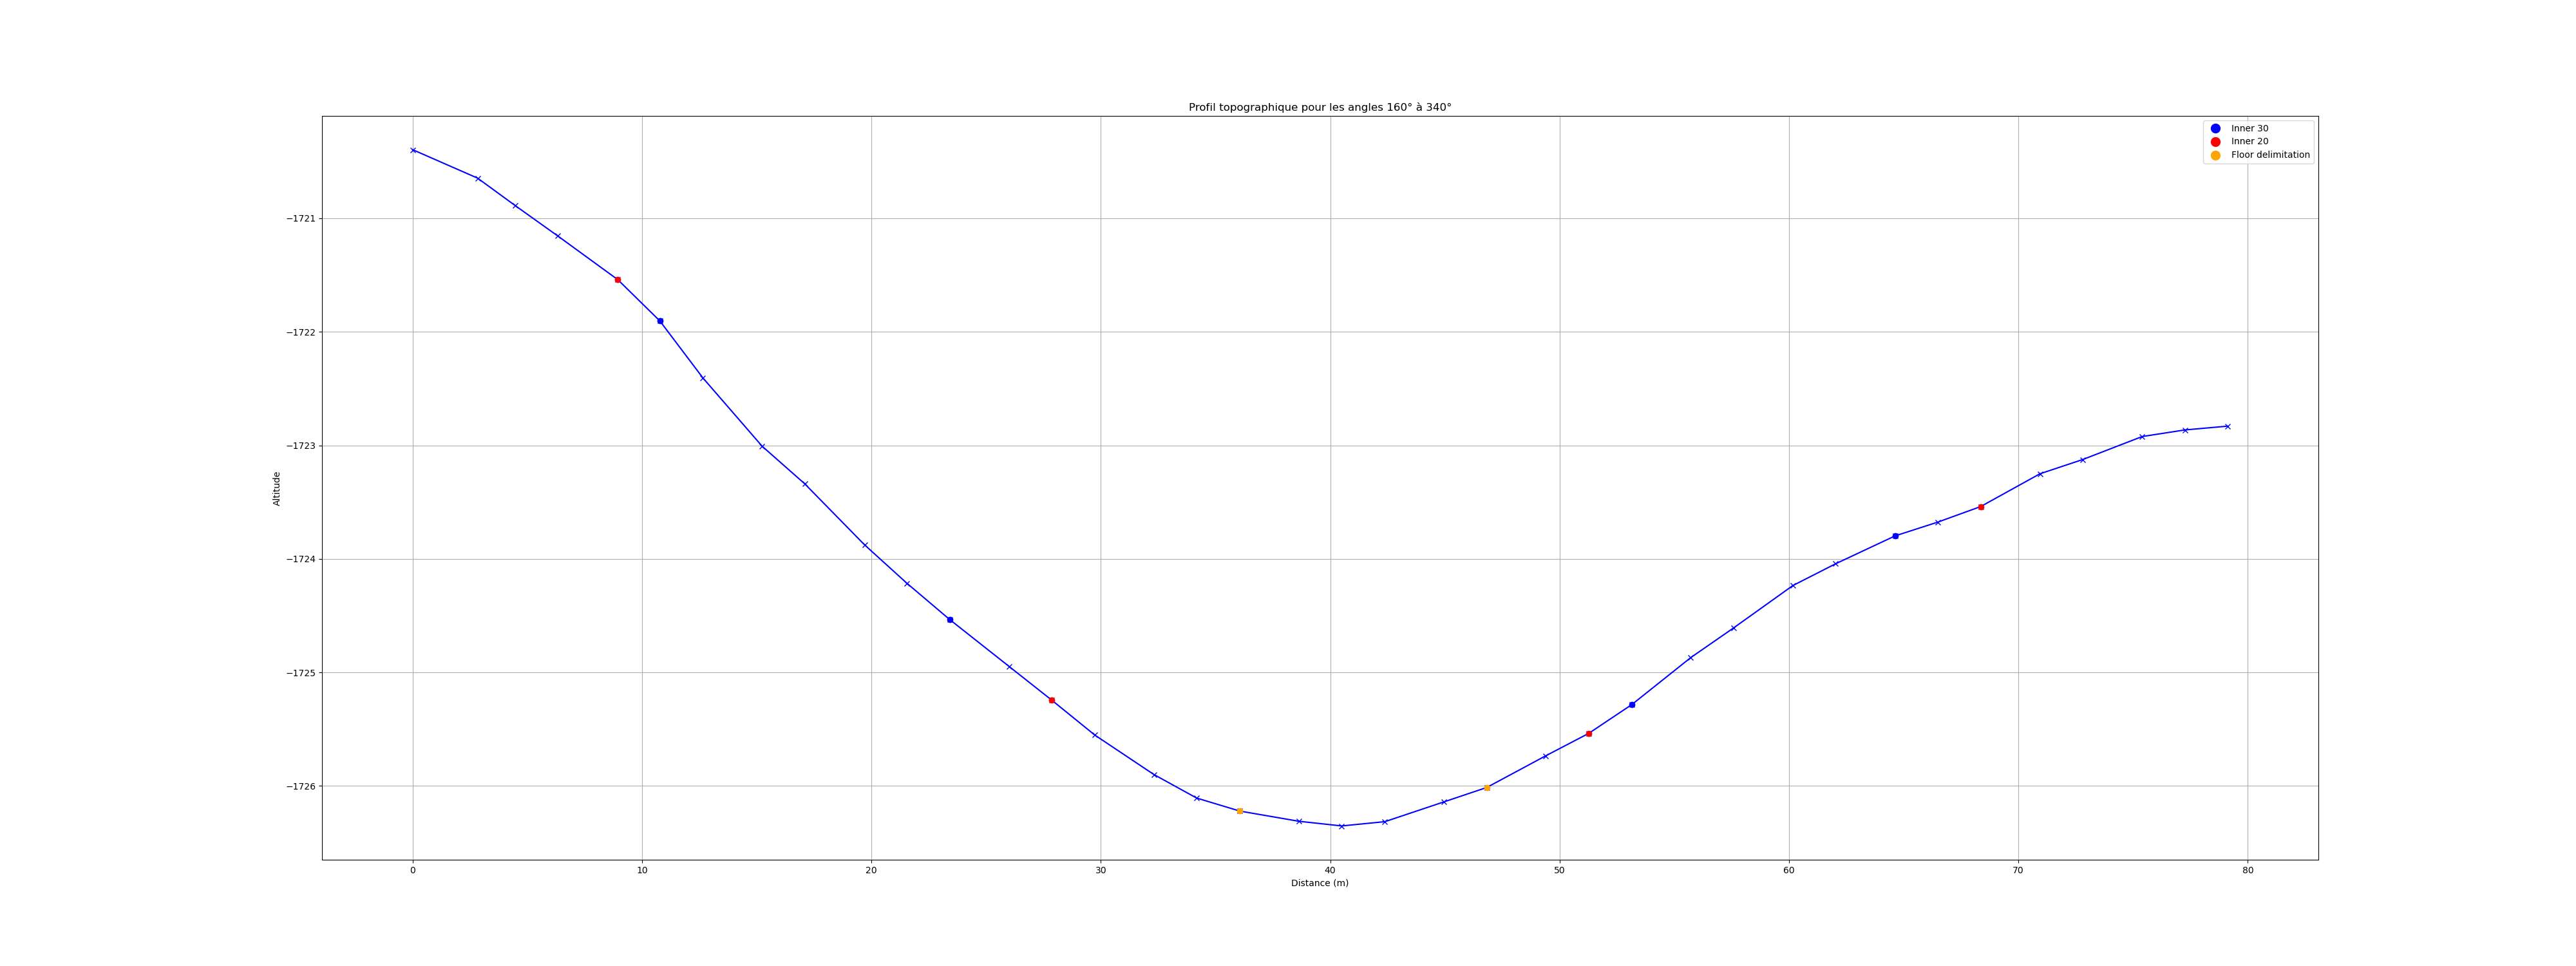 Profil topographique pour les angles 160° à 340°
Inner 30
Inner 20
Floor delimitation
Altitude
−1721
−1722
−1723
−1724
−1725
−1726
0 10 20 30 40 50 60 70 80
Distance (m)